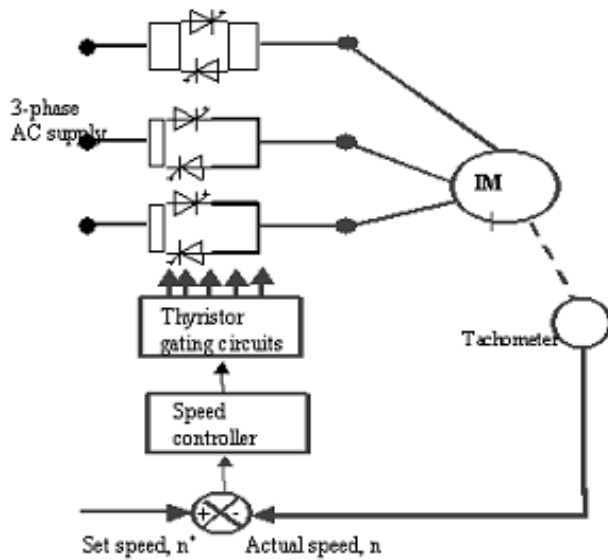 3-phase
AC supply
IM
Thyristor
gating circuits
Tachometer
Speed
controller
+ -
Set speed, n*
Actual speed, n